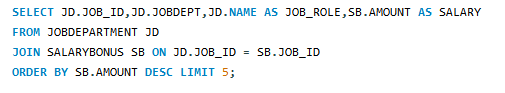 SELECT JD.JOB_ID,JD.JOBDEPT,JD.NAME AS JOB_ROLE,SB.AMOUNT AS SALARY
FROM JOBDEPARTMENT JD
JOIN SALARYBONUS SB ON JD.JOB_ID = SB.JOB_ID
ORDER BY SB.AMOUNT DESC LIMIT 5;